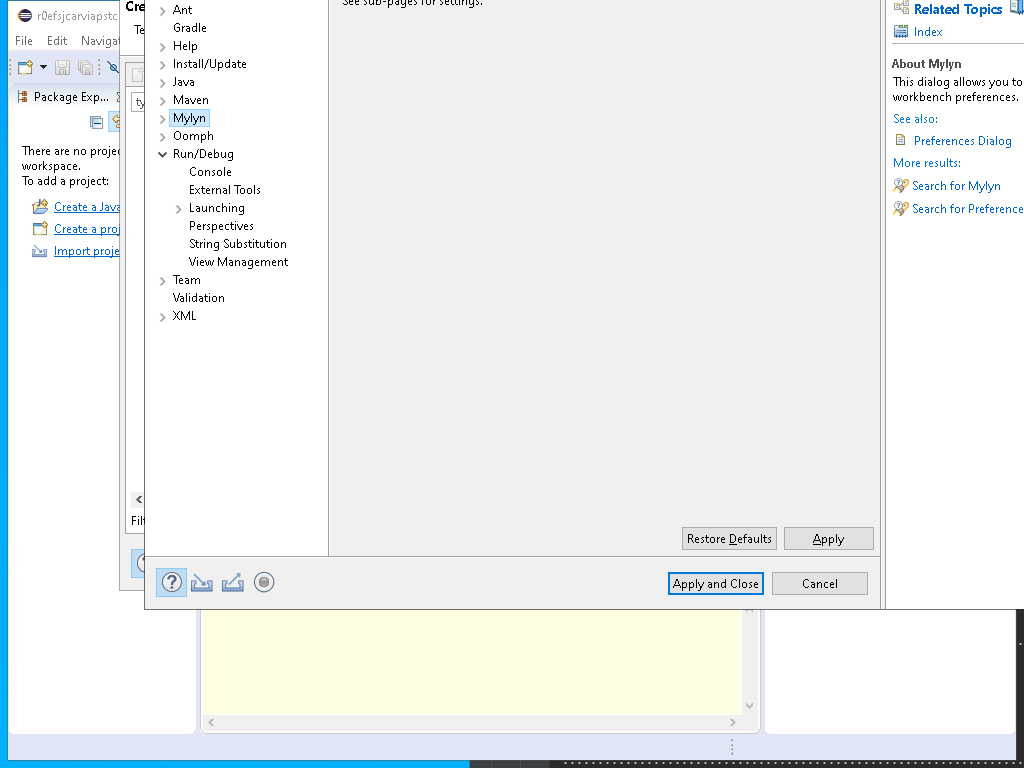 r0efsjcarviapstc
File Edit Navigat
Package Exp...
There are no projec
workspace.
To add a project:
Create a Java
Create a proj
Import proje
Cre
Te
ty
Filt
Ant
Gradle
Help
Install/Update
Java
Maven
Mylyn
Oomph
Run/Debug
Console
External Tools
Launching
Perspectives
String Substitution
View Management
Team
Validation
XML
See sub-pages for settings.
Restore Defaults Apply
Apply and Close Cancel
Related Topics
Index
About Mylyn
This dialog allows you to
workbench preferences.
See also:
Preferences Dialog
More results:
Search for Mylyn
Search for Preference